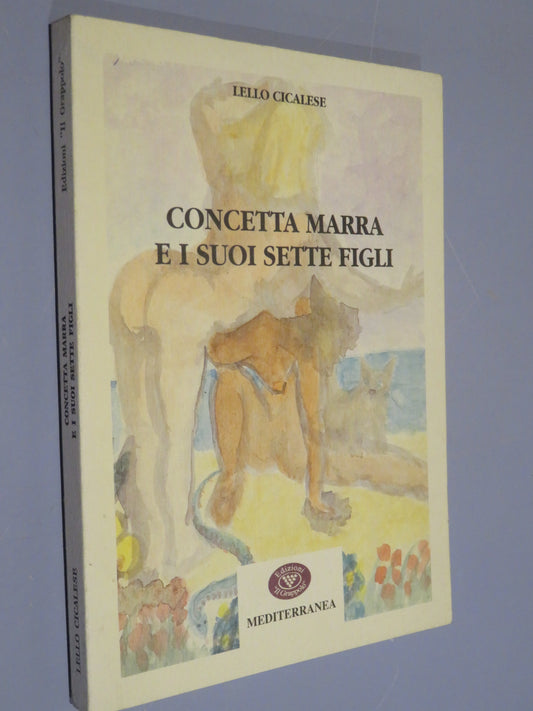 LELLO CICALESE
CONCETTA MARRA
E I SUOI SETTE FIGLI
Edizioni
"Il Grappolo"
MEDITERRANEA
Edizioni "Il Grappolo"
CONCETTA MARRA
E I SUOI SETTE FIGLI
LELLO CICALESE